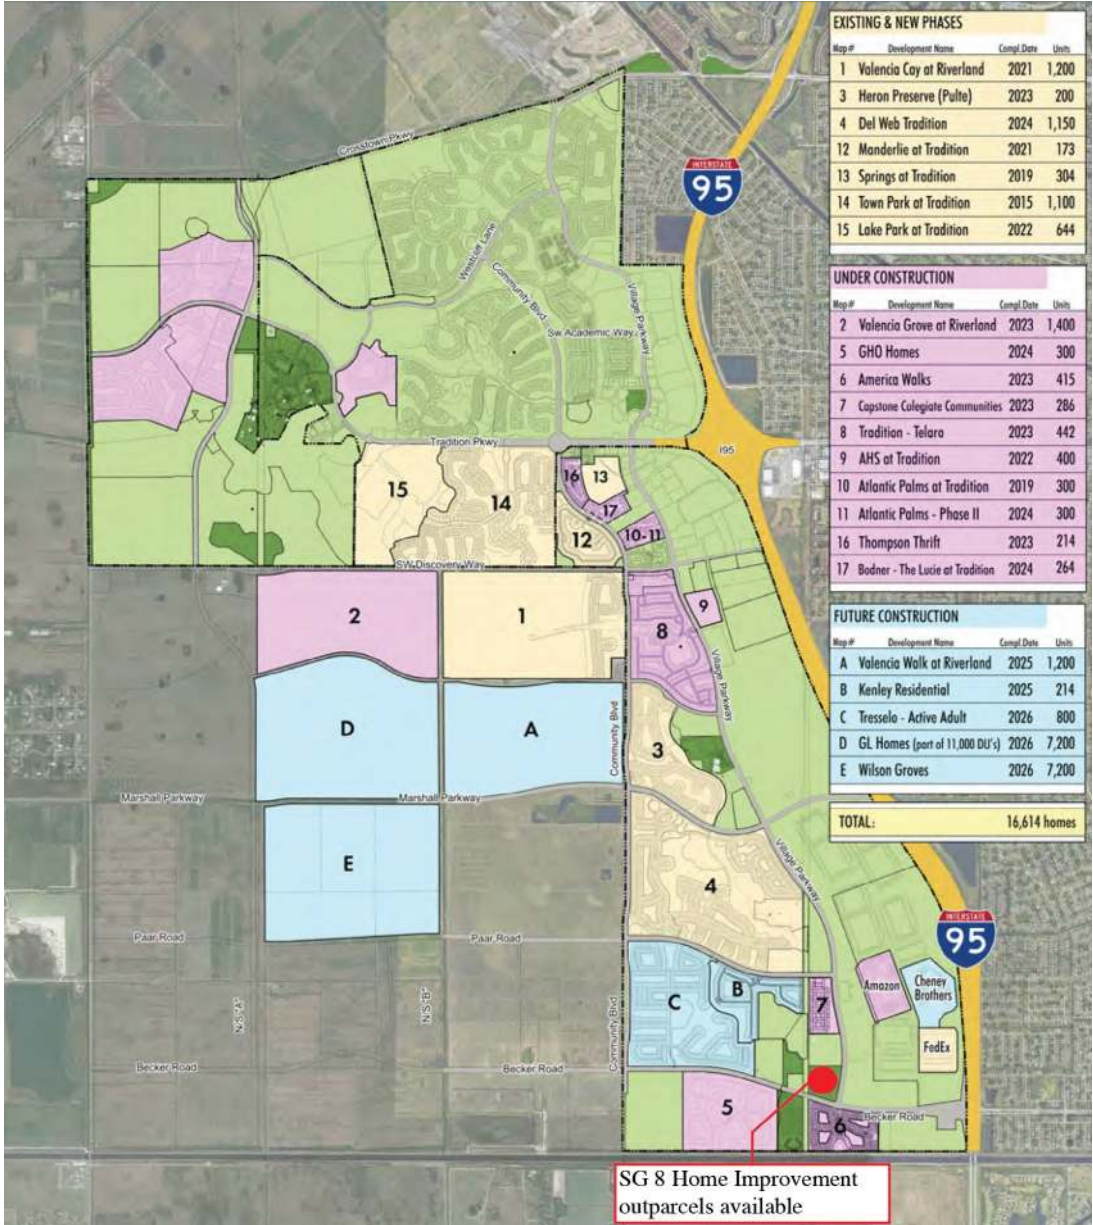 EXISTING & NEW PHASES
Map# Development Name Compl.Date Units
1 Valencia Cay at Riverland 2021 1,200
3 Heron Preserve (Pulte) 2023 200
4 Del Web Tradition 2024 1,150
12 Manderlie at Tradition 2021 173
13 Springs at Tradition 2019 304
14 Town Park at Tradition 2015 1,100
15 Lake Park at Tradition 2022 644
UNDER CONSTRUCTION
Map# Development Name Compl.Date Units
2 Valencia Grove at Riverland 2023 1,400
5 GHO Homes 2024 300
6 America Walks 2023 415
7 Capstone Colegiate Communities 2023 286
8 Tradition - Telaro 2023 442
9 AHS at Tradition 2022 400
10 Atlantic Palms at Tradition 2019 300
11 Atlantic Palms - Phase II 2024 300
16 Thompson Thrift 2023 214
17 Bodner - The Lucie at Tradition 2024 264
FUTURE CONSTRUCTION
Map# Development Name Compl.Date Units
A Valencia Walk at Riverland 2025 1,200
B Kenley Residential 2025 214
C Tresselo - Active Adult 2026 800
D GL Homes (part of 11,000 DU's) 2026 7,200
E Wilson Groves 2026 7,200
TOTAL: 16,614 homes
Crosstown Pkwy
INTERSTATE
95
Westcliff Lane
Community Blvd
Village Parkway
Sw Academic Way
Tradition Pkwy
I95
15
14
16
13
17
12
10-11
SW Discovery Way
2
1
8
9
Village Parkway
D
A
Community Blvd
3
Marshall Parkway
Marshall Parkway
E
Village Parkway
4
Paar Road
Paar Road
INTERSTATE
95
C
B
7
Amazon
Cheney
Brothers
FedEx
N/S "A"
N/S "B"
Community Blvd
Becker Road
Becker Road
5
6
Becker Road
SG 8 Home Improvement
outparcels available